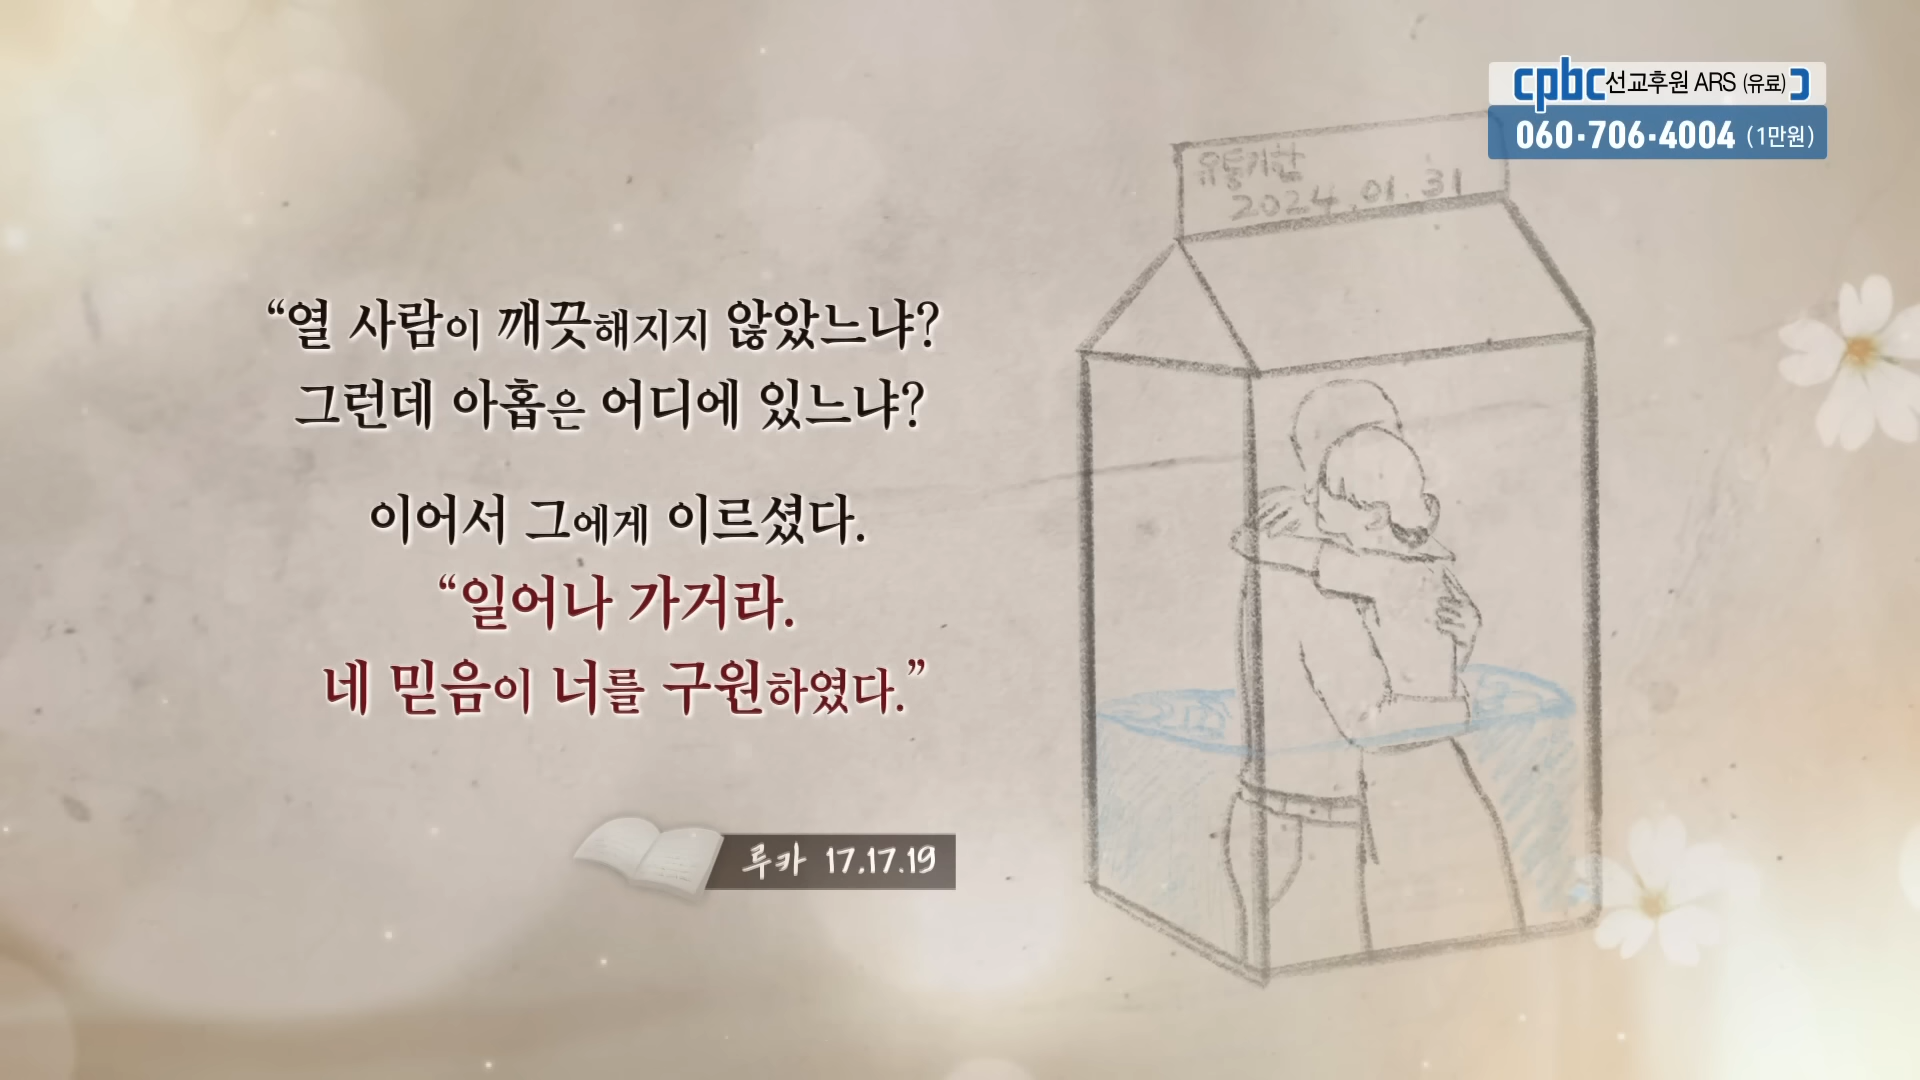 cpbc 선교후원 ARS (유료)
060·706·4004 (1만원)
유통기한
2024.01.31
“열 사람이 깨끗해지지 않았느냐?
그런데 아홉은 어디에 있느냐?
이어서 그에게 이르셨다.
“일어나 가거라.
네 믿음이 너를 구원하였다.”
루카 17,17.19